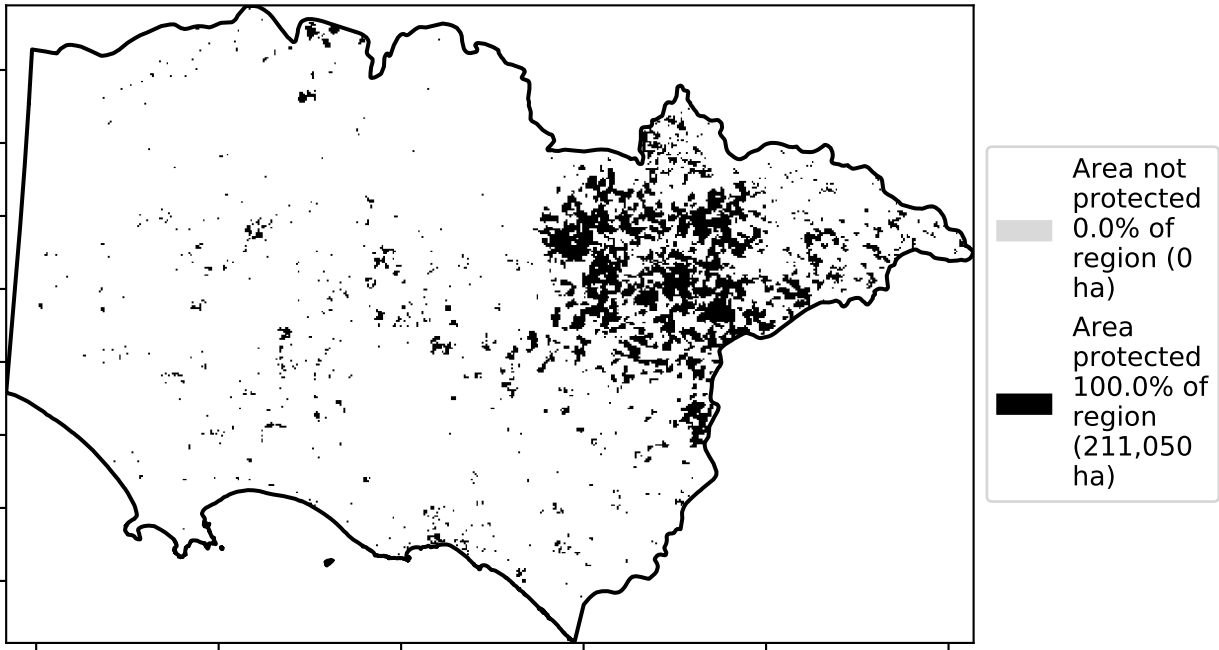 Area not
protected
0.0% of
region (0
ha)
Area
protected
100.0% of
region
(211,050
ha)